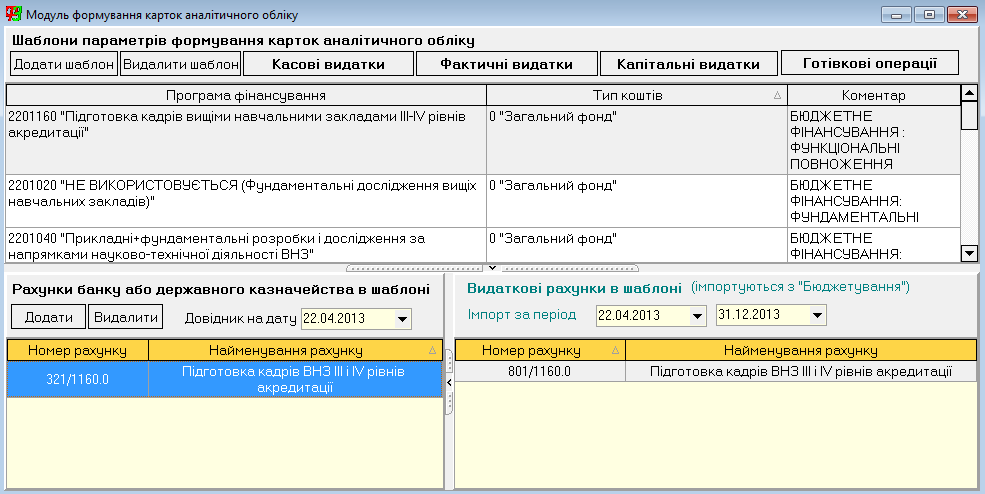 Модуль формування карток аналітичного обліку
Шаблони параметрів формування карток аналітичного обліку
Додати шаблон Видалити шаблон Касові видатки Фактичні видатки Капітальні видатки Готівкові операції
Програма фінансування Тип коштів Коментар
2201160 "Підготовка кадрів вищіми навчальними закладами III-IV рівнів акредитації" 0 "Загальний фонд" БЮДЖЕТНЕ
ФІНАНСУВАННЯ :
ФУНКЦІОНАЛЬНІ
ПОВНОЖЕННЯ
2201020 "НЕ ВИКОРИСТОВУЄТЬСЯ (Фундаментальні дослідження вищіх навчальних закладів)" 0 "Загальний фонд" БЮДЖЕТНЕ
ФІНАНСУВАННЯ:
ФУНДАМЕНТАЛЬНІ
2201040 "Прикладні+фундаментальні розробки і дослідження за напрямками науково-технічної діяльності ВНЗ" 0 "Загальний фонд" БЮДЖЕТНЕ
ФІНАНСУВАННЯ:
Рахунки банку або державного казначейства в шаблоні
Додати Видалити Довідник на дату 22.04.2013
Номер рахунку Найменування рахунку
321/1160.0 Підготовка кадрів ВНЗ III і IV рівнів
акредитації
Видаткові рахунки в шаблоні (імпортуються з "Бюджетування")
Імпорт за період 22.04.2013 31.12.2013
Номер рахунку Найменування рахунку
801/1160.0 Підготовка кадрів ВНЗ III і IV рівнів акредитації